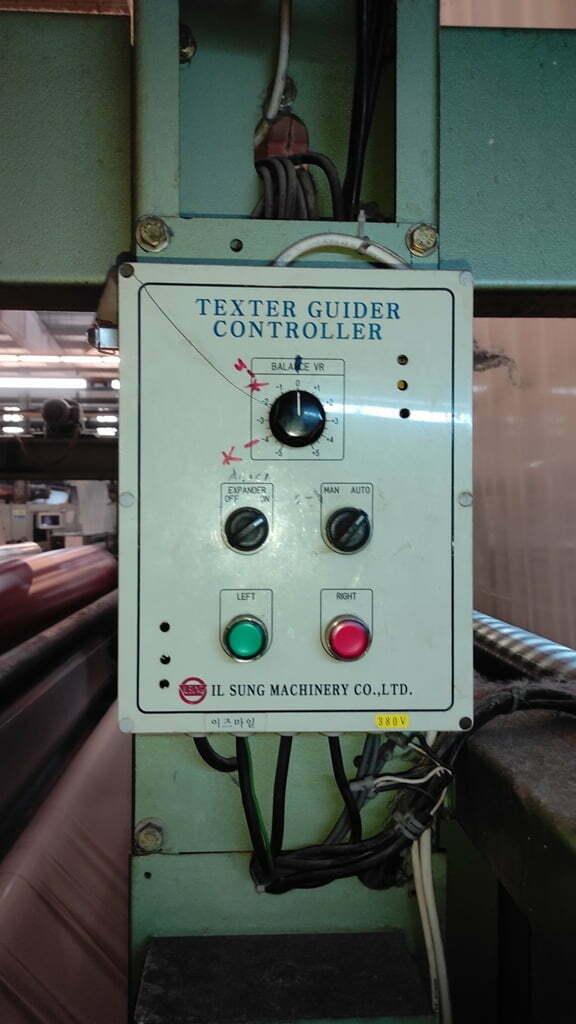 TEXTER GUIDER
CONTROLLER
BALANCE VR
0
-1 +1
-2 +2
-3 +3
-4 +4
-5 +5
EXPANDER
OFF ON
MAN AUTO
LEFT
RIGHT
IL SUNG MACHINERY CO.,LTD.
이즈마일
380V